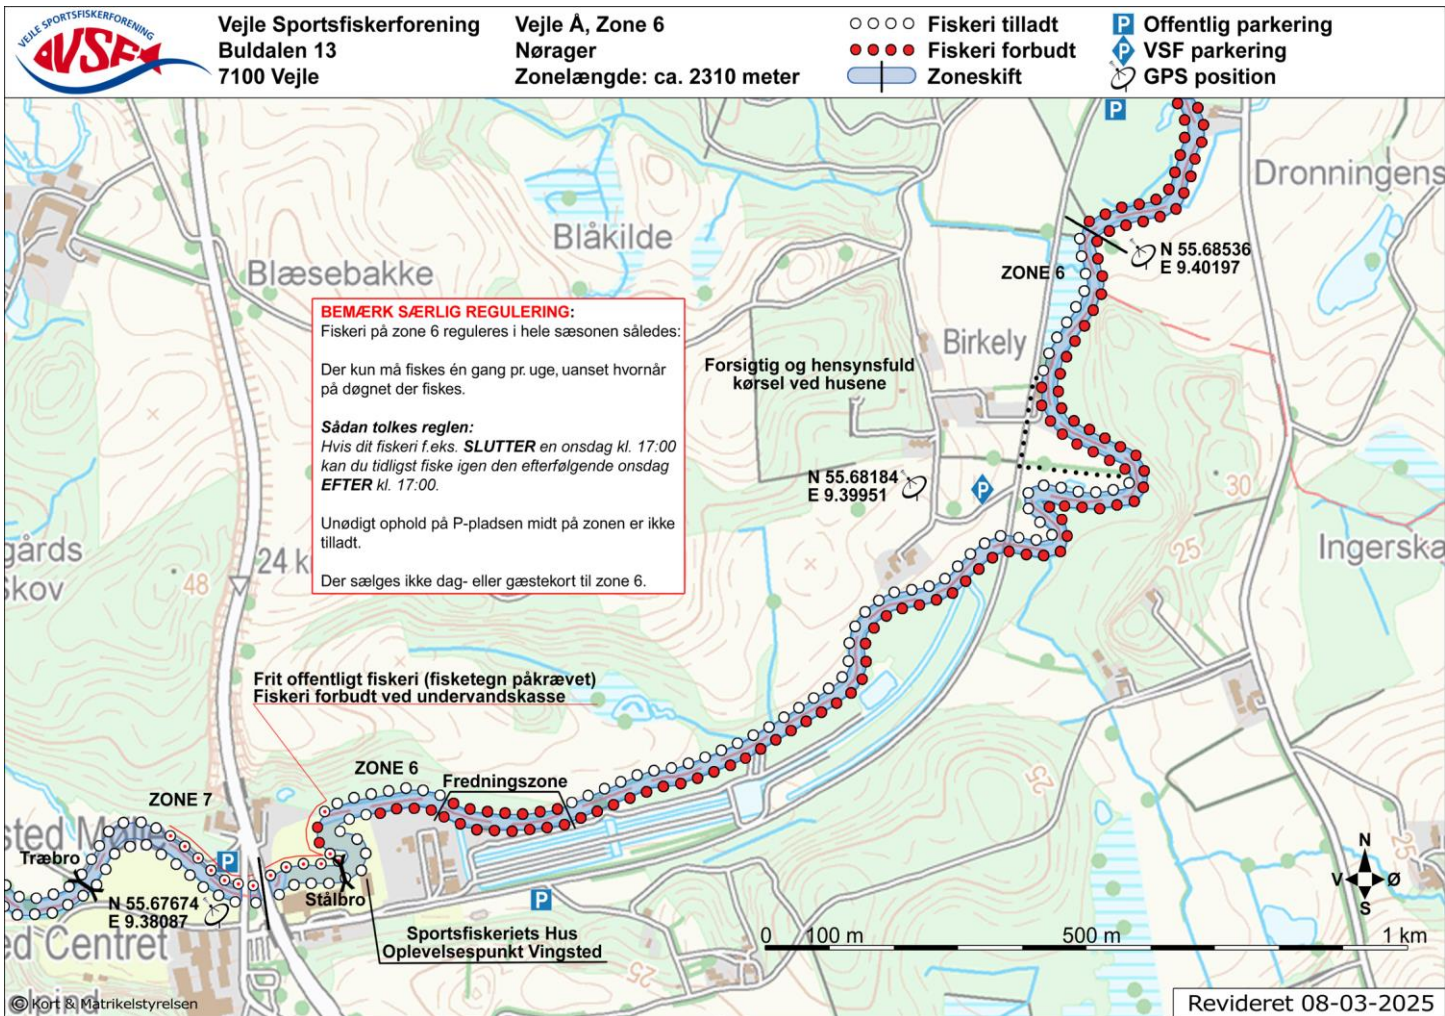 VEJLE SPORTSFISKERFORENING
VSF
Vejle Sportsfiskerforening
Buldalen 13
7100 Vejle
Vejle Å, Zone 6
Nørager
Zonelængde: ca. 2310 meter
Fiskeri tilladt
Fiskeri forbudt
Zoneskift
P Offentlig parkering
P VSF parkering
GPS position
P
Dronningens
N 55.68536
E 9.40197
ZONE 6
Blåkilde
Blæsebakke
BEMÆRK SÆRLIG REGULERING:
Fiskeri på zone 6 reguleres i hele sæsonen således:
Der kun må fiskes én gang pr. uge, uanset hvornår
på døgnet der fiskes.
Sådan tolkes reglen:
Hvis dit fiskeri f.eks. SLUTTER en onsdag kl. 17:00
kan du tidligst fiske igen den efterfølgende onsdag
EFTER kl. 17:00.
Unødigt ophold på P-pladsen midt på zonen er ikke
tilladt.
Der sælges ikke dag- eller gæstekort til zone 6.
Birkely
Forsigtig og hensynsfuld
kørsel ved husene
N 55.68184
E 9.39951
P
30
25
Ingerska
gårds
Skov
48
24 k
Frit offentligt fiskeri (fisketegn påkrævet)
Fiskeri forbudt ved undervandskasse
ZONE 6
Fredningszone
ZONE 7
sted Mølle
Træbro
P
N 55.67674
E 9.38087
Stålbro
P
Sportsfiskeriets Hus
Oplevelsespunkt Vingsted
ed Centret
25
25
25
N
V Ø
S
0 100 m 500 m 1 km
© Kort & Matrikelstyrelsen
Revideret 08-03-2025